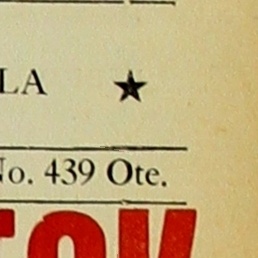 LA ★
No. 439 Ote.